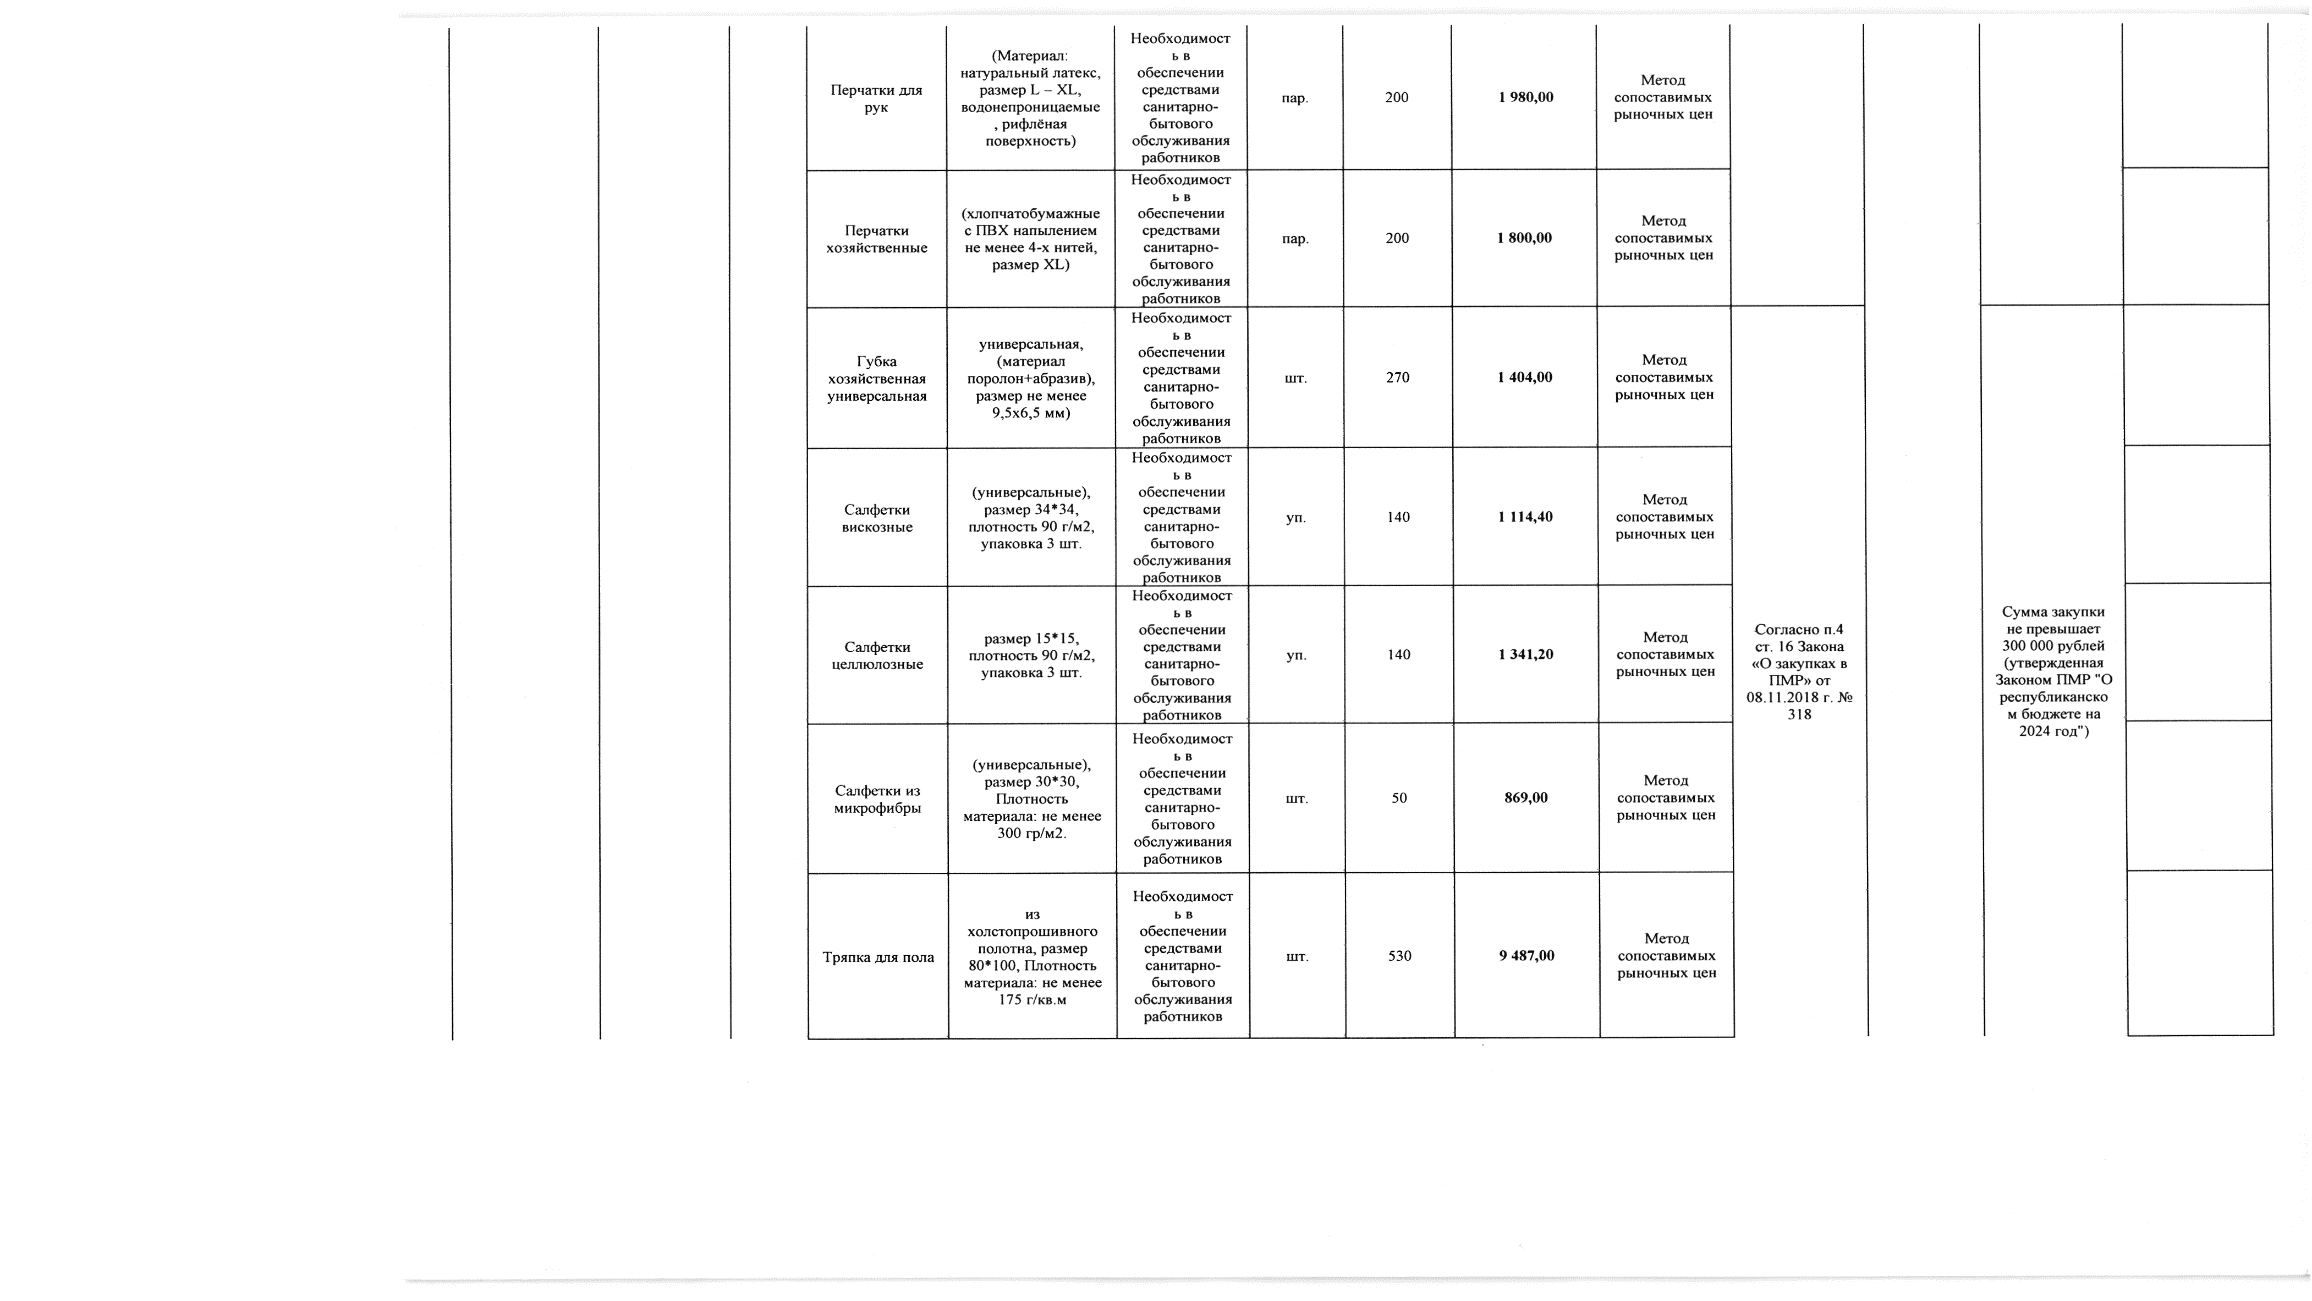 Перчатки для
рук
(Материал:
натуральный латекс,
размер L – XL,
водонепроницаемые
, рифлёная
поверхность)
Необходимост
ь в
обеспечении
средствами
санитарно-
бытового
обслуживания
работников
пар.
200
1 980,00
Метод
сопоставимых
рыночных цен
Перчатки
хозяйственные
(хлопчатобумажные
с ПВХ напылением
не менее 4-х нитей,
размер XL)
Необходимост
ь в
обеспечении
средствами
санитарно-
бытового
обслуживания
работников
пар.
200
1 800,00
Метод
сопоставимых
рыночных цен
Губка
хозяйственная
универсальная
универсальная,
(материал
поролон+абразив),
размер не менее
9,5х6,5 мм)
Необходимост
ь в
обеспечении
средствами
санитарно-
бытового
обслуживания
работников
шт.
270
1 404,00
Метод
сопоставимых
рыночных цен
Салфетки
вискозные
(универсальные),
размер 34*34,
плотность 90 г/м2,
упаковка 3 шт.
Необходимост
ь в
обеспечении
средствами
санитарно-
бытового
обслуживания
работников
уп.
140
1 114,40
Метод
сопоставимых
рыночных цен
Салфетки
целлюлозные
размер 15*15,
плотность 90 г/м2,
упаковка 3 шт.
Необходимост
ь в
обеспечении
средствами
санитарно-
бытового
обслуживания
работников
уп.
140
1 341,20
Метод
сопоставимых
рыночных цен
Салфетки из
микрофибры
(универсальные),
размер 30*30,
Плотность
материала: не менее
300 гр/м2.
Необходимост
ь в
обеспечении
средствами
санитарно-
бытового
обслуживания
работников
шт.
50
869,00
Метод
сопоставимых
рыночных цен
Тряпка для пола
из
холстопрошивного
полотна, размер
80*100, Плотность
материала: не менее
175 г/кв.м
Необходимост
ь в
обеспечении
средствами
санитарно-
бытового
обслуживания
работников
шт.
530
9 487,00
Метод
сопоставимых
рыночных цен
Согласно п.4
ст. 16 Закона
«О закупках в
ПМР» от
08.11.2018 г. №
318
Сумма закупки
не превышает
300 000 рублей
(утвержденная
Законом ПМР "О
республиканско
м бюджете на
2024 год")